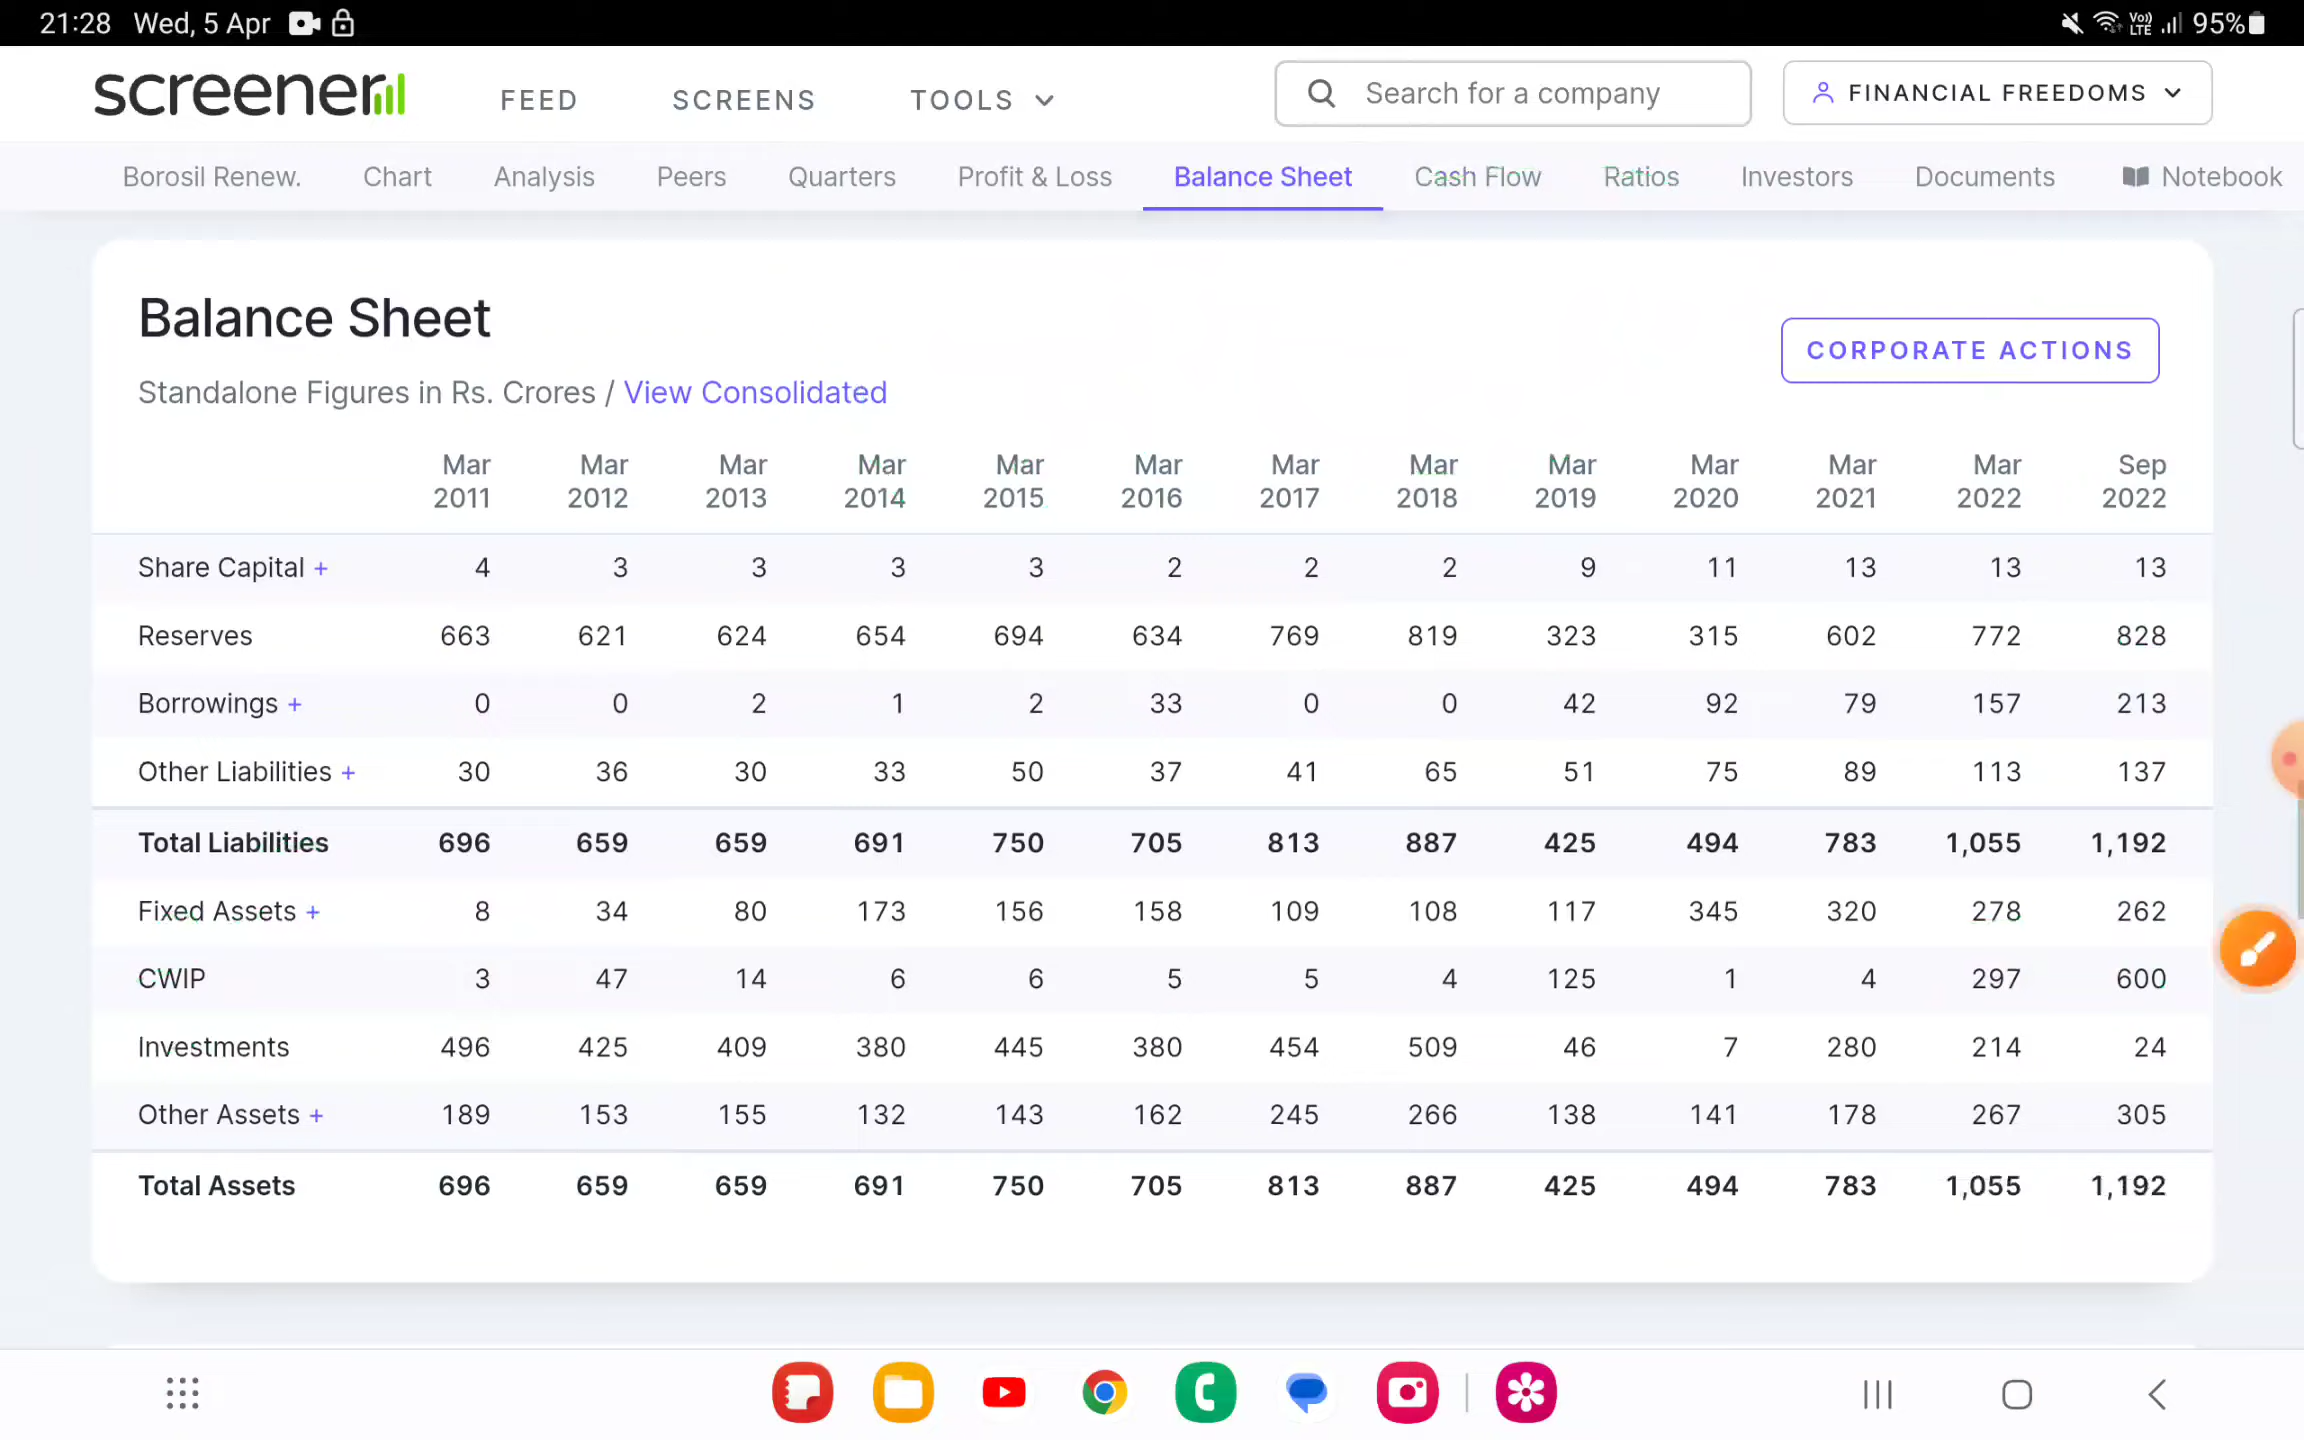 21:28 Wed, 5 Apr 95%
screener FEED SCREENS TOOLS Search for a company FINANCIAL FREEDOMS
Borosil Renew. Chart Analysis Peers Quarters Profit & Loss Balance Sheet Cash Flow Ratios Investors Documents Notebook
Balance Sheet
CORPORATE ACTIONS
Standalone Figures in Rs. Crores / View Consolidated
Mar 2011 Mar 2012 Mar 2013 Mar 2014 Mar 2015 Mar 2016 Mar 2017 Mar 2018 Mar 2019 Mar 2020 Mar 2021 Mar 2022 Sep 2022
Share Capital + 4 3 3 3 3 2 2 2 9 11 13 13 13
Reserves 663 621 624 654 694 634 769 819 323 315 602 772 828
Borrowings + 0 0 2 1 2 33 0 0 42 92 79 157 213
Other Liabilities + 30 36 30 33 50 37 41 65 51 75 89 113 137
Total Liabilities 696 659 659 691 750 705 813 887 425 494 783 1,055 1,192
Fixed Assets + 8 34 80 173 156 158 109 108 117 345 320 278 262
CWIP 3 47 14 6 6 5 5 4 125 1 4 297 600
Investments 496 425 409 380 445 380 454 509 46 7 280 214 24
Other Assets + 189 153 155 132 143 162 245 266 138 141 178 267 305
Total Assets 696 659 659 691 750 705 813 887 425 494 783 1,055 1,192